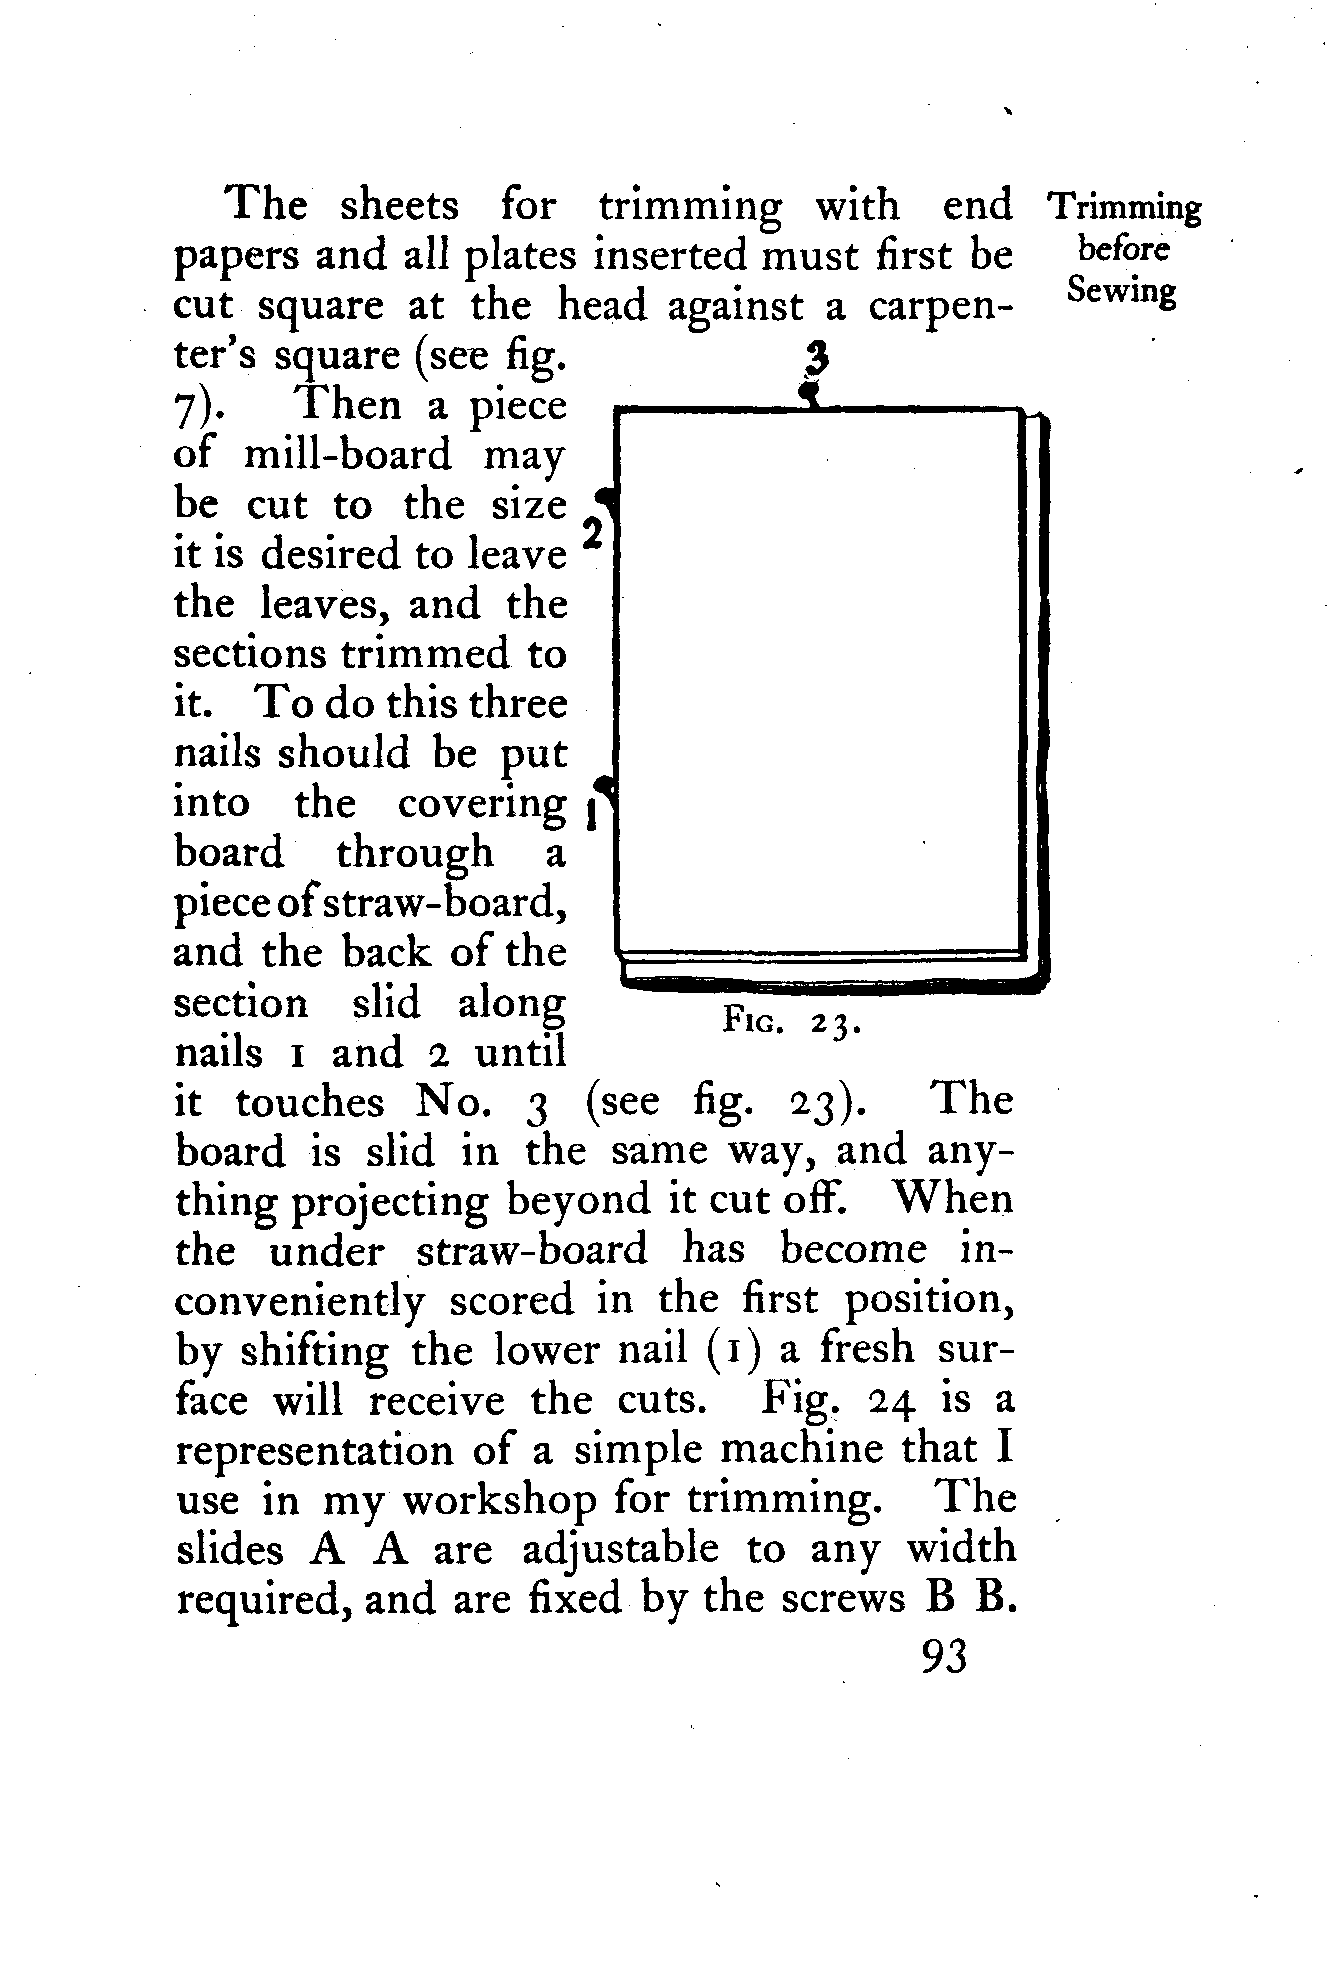 The sheets for trimming with end
papers and all plates inserted must first be
cut square at the head against a carpen-
ter's square (see fig.
7). Then a piece
of mill-board may
be cut to the size
it is desired to leave
the leaves, and the
sections trimmed to
it. To do this three
nails should be put
into the covering
board through a
piece of straw-board,
and the back of the
section slid along
nails 1 and 2 until
it touches No. 3 (see fig. 23). The
board is slid in the same way, and any-
thing projecting beyond it cut off. When
the under straw-board has become in-
conveniently scored in the first position,
by shifting the lower nail (1) a fresh sur-
face will receive the cuts. Fig. 24 is a
representation of a simple machine that I
use in my workshop for trimming. The
slides A A are adjustable to any width
required, and are fixed by the screws B B.
Trimming
before
Sewing
3
2
1
Fig. 23.
93